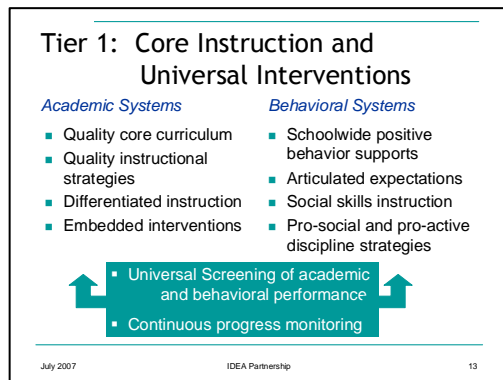 Tier 1: Core Instruction and
Universal Interventions
Academic Systems
▪ Quality core curriculum
▪ Quality instructional
strategies
▪ Differentiated instruction
▪ Embedded interventions
Behavioral Systems
▪ Schoolwide positive
behavior supports
▪ Articulated expectations
▪ Social skills instruction
▪ Pro-social and pro-active
discipline strategies
▪ Universal Screening of academic
and behavioral performance
▪ Continuous progress monitoring
July 2007
IDEA Partnership
13